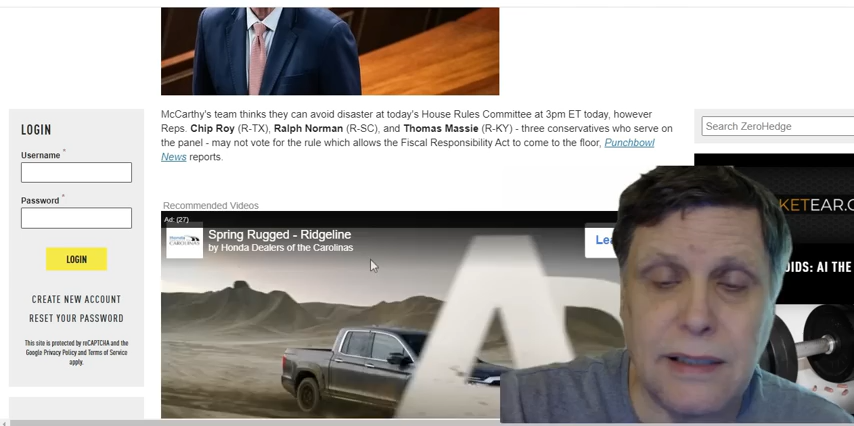 McCarthy's team thinks they can avoid disaster at today's House Rules Committee at 3pm ET today, however
Reps. Chip Roy (R-TX), Ralph Norman (R-SC), and Thomas Massie (R-KY) - three conservatives who serve on
the panel - may not vote for the rule which allows the Fiscal Responsibility Act to come to the floor, Punchbowl
News reports.
LOGIN
Username *
Password *
LOGIN
CREATE NEW ACCOUNT
RESET YOUR PASSWORD
This site is protected by reCAPTCHA and the
Google Privacy Policy and Terms of Service
apply.
Recommended Videos
Ad: (27)
Spring Rugged - Ridgeline
by Honda Dealers of the Carolinas
Search ZeroHedge
KETEAR.C
OIDS: AI THE